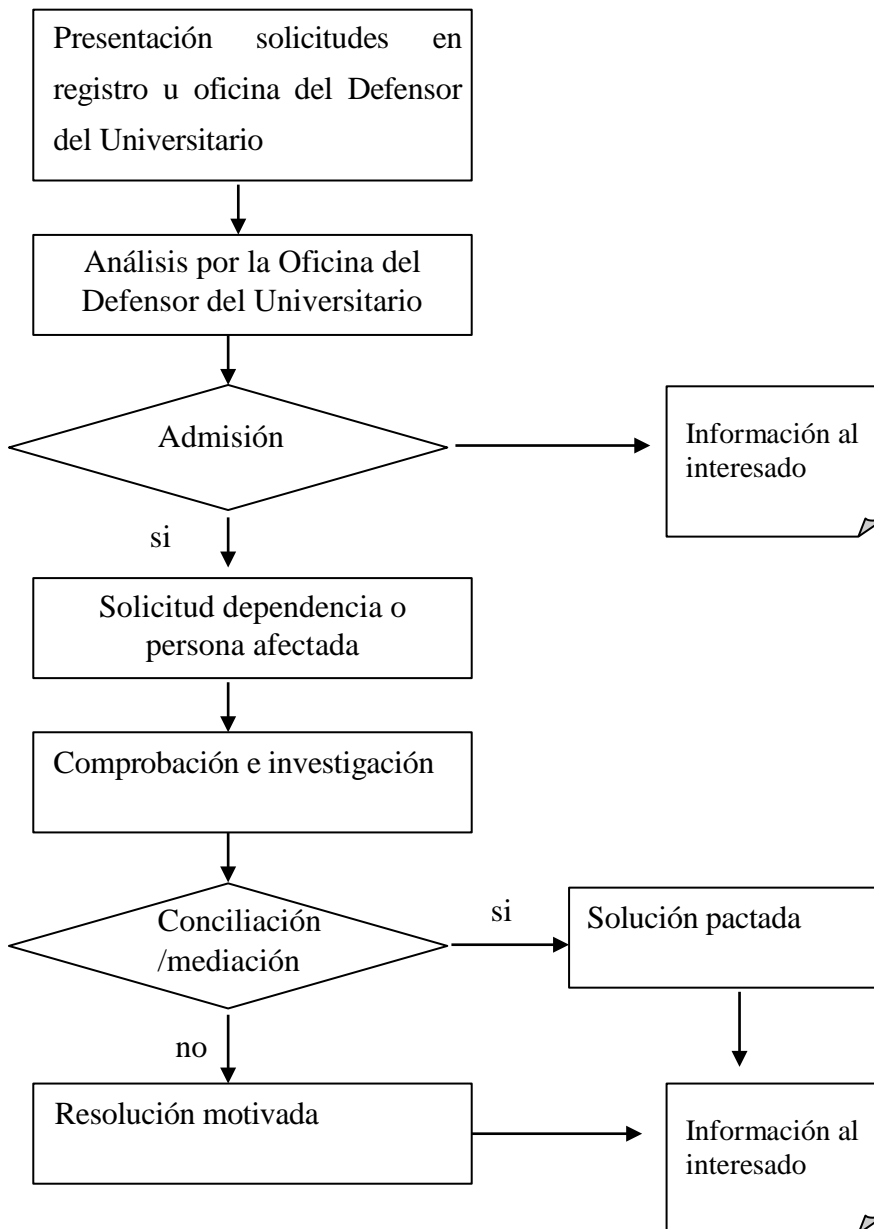 Presentación solicitudes en
registro u oficina del Defensor
del Universitario
Análisis por la Oficina del
Defensor del Universitario
Admisión
Información al
interesado
si
Solicitud dependencia o
persona afectada
Comprobación e investigación
Conciliación
/mediación
si
Solución pactada
no
Resolución motivada
Información al
interesado